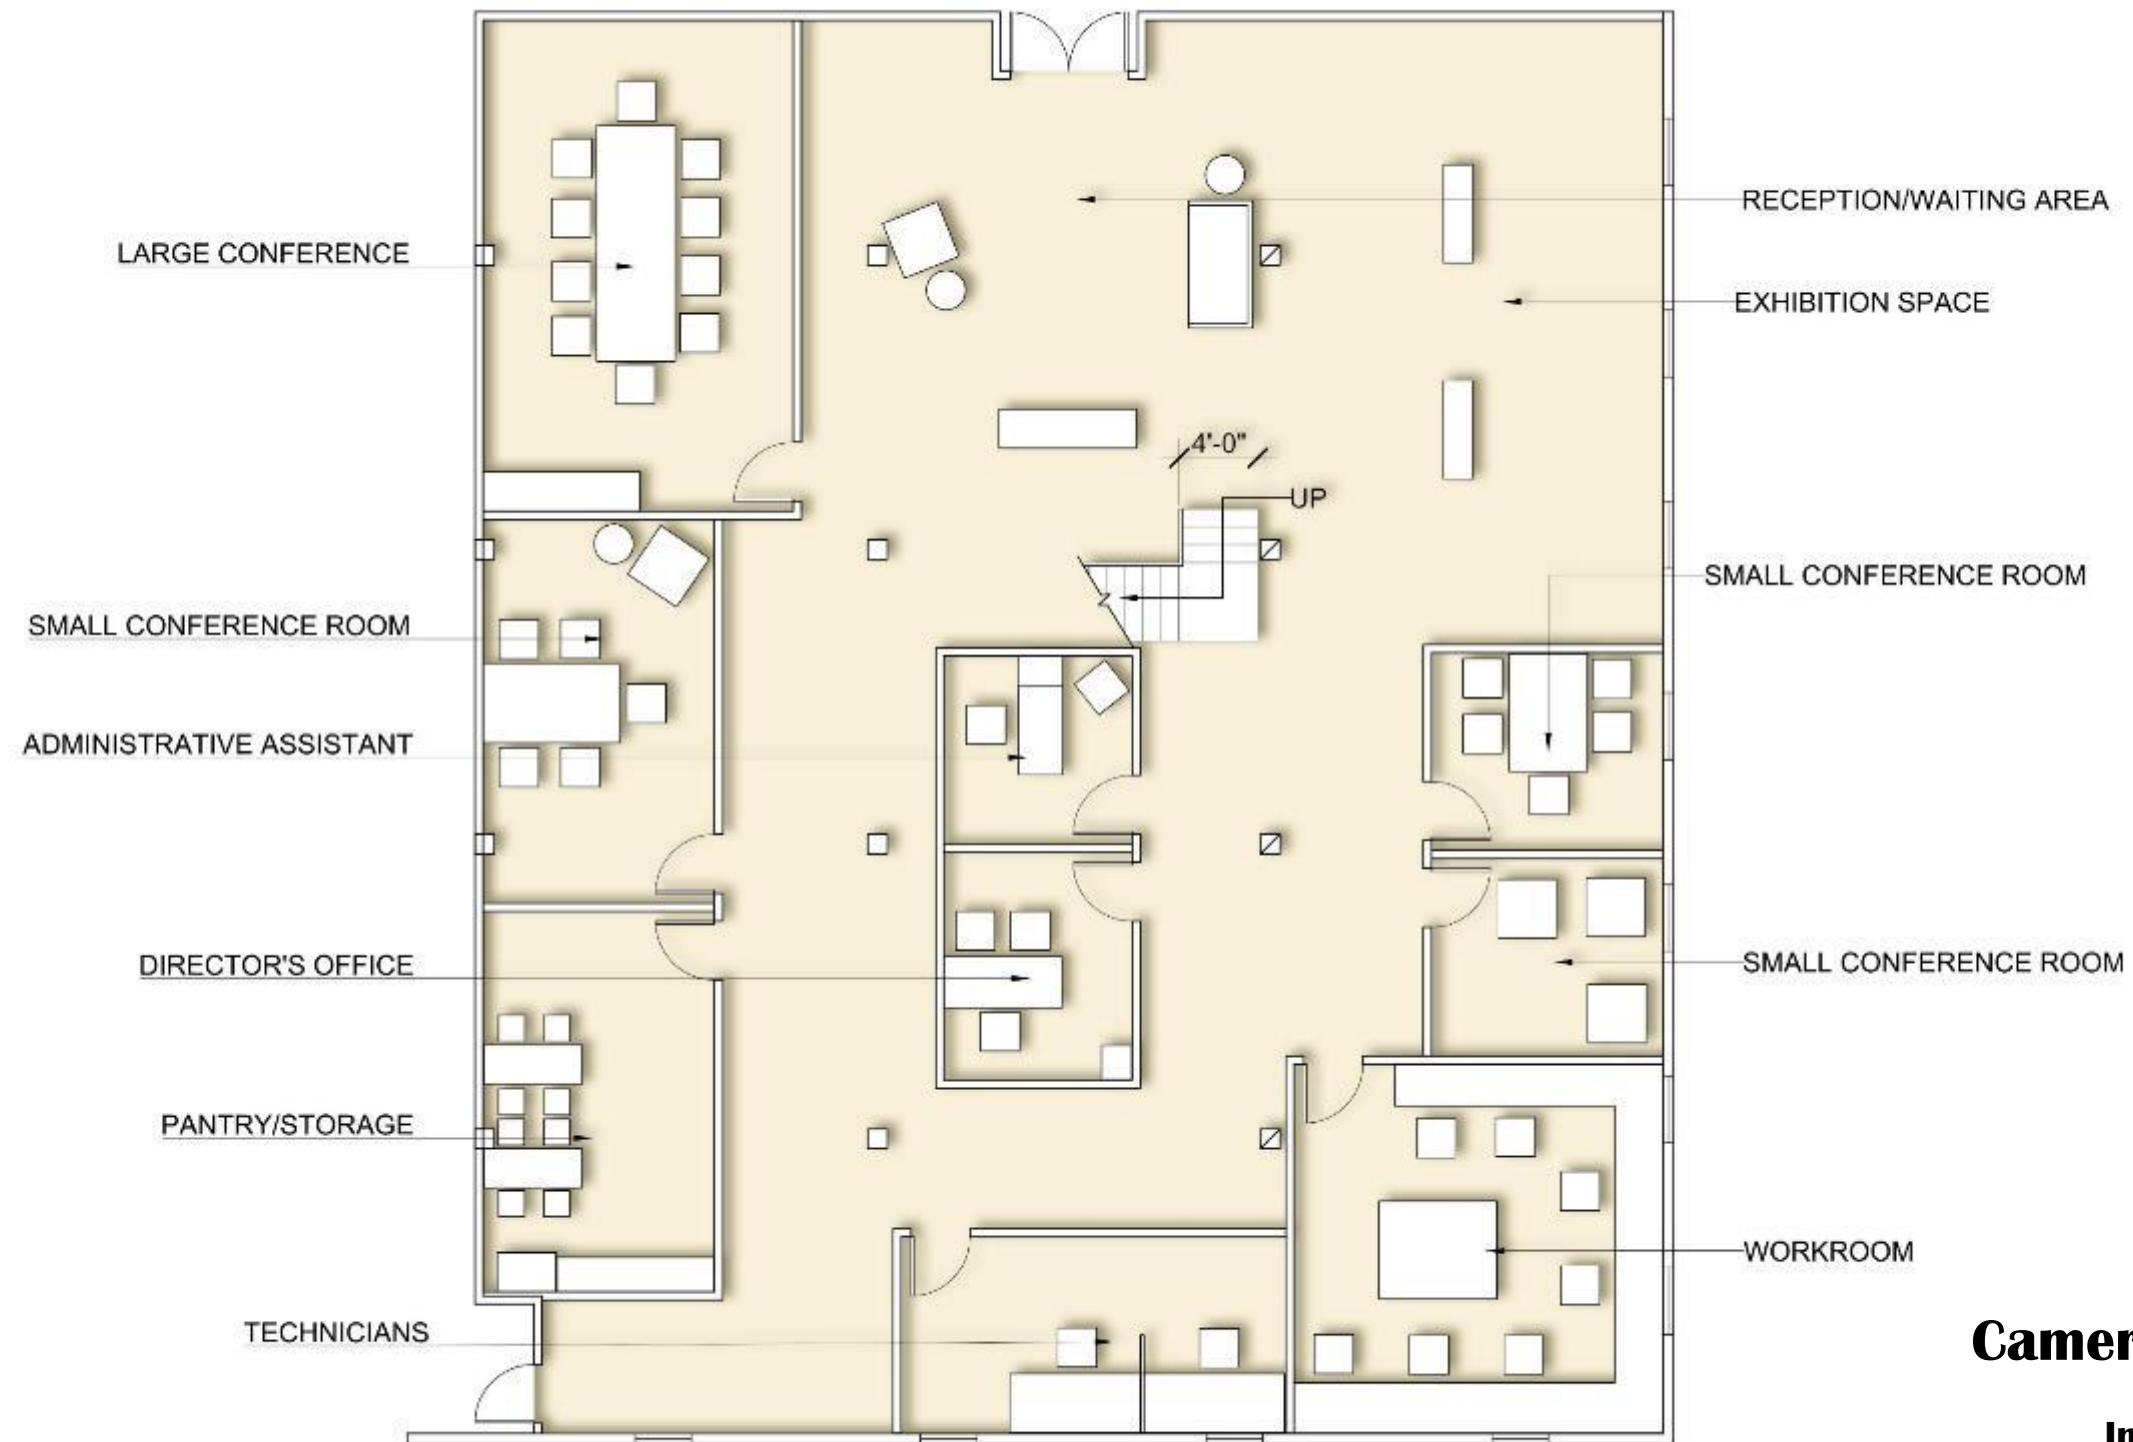 RECEPTION/WAITING AREA
LARGE CONFERENCE
EXHIBITION SPACE
4'-0"
UP
SMALL CONFERENCE ROOM
SMALL CONFERENCE ROOM
ADMINISTRATIVE ASSISTANT
DIRECTOR'S OFFICE
SMALL CONFERENCE ROOM
PANTRY/STORAGE
WORKROOM
TECHNICIANS